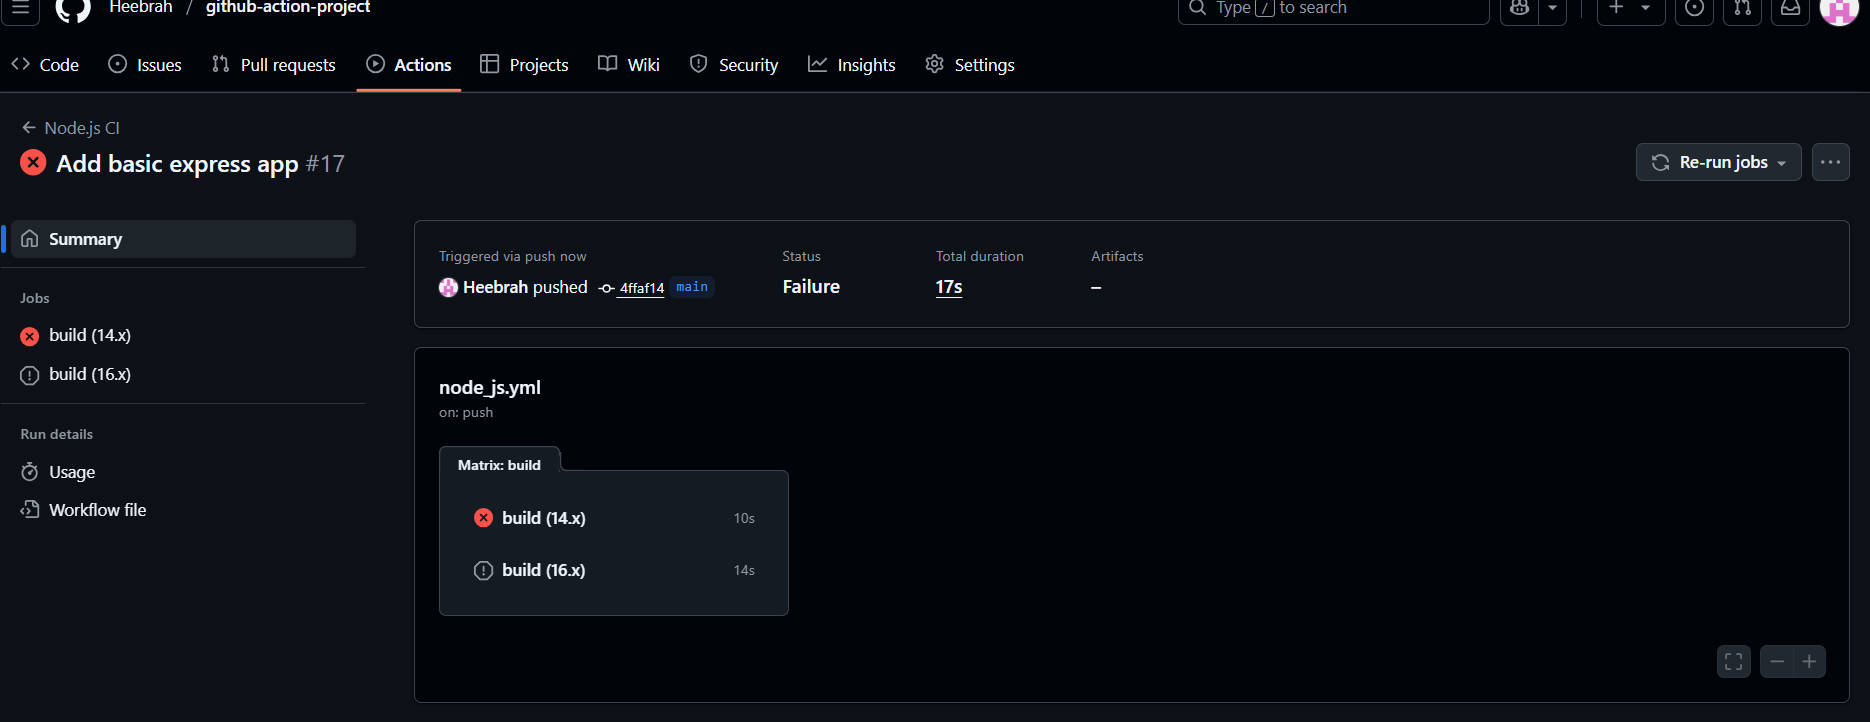 Heebrah / github-action-project
Type / to search
Code Issues Pull requests Actions Projects Wiki Security Insights Settings
Node.js CI
Add basic express app #17
Re-run jobs
Summary
Jobs
build (14.x)
build (16.x)
Run details
Usage
Workflow file
Triggered via push now
Heebrah pushed 4ffaf14 main
Status
Failure
Total duration
17s
Artifacts
–
node_js.yml
on: push
Matrix: build
build (14.x) 10s
build (16.x) 14s